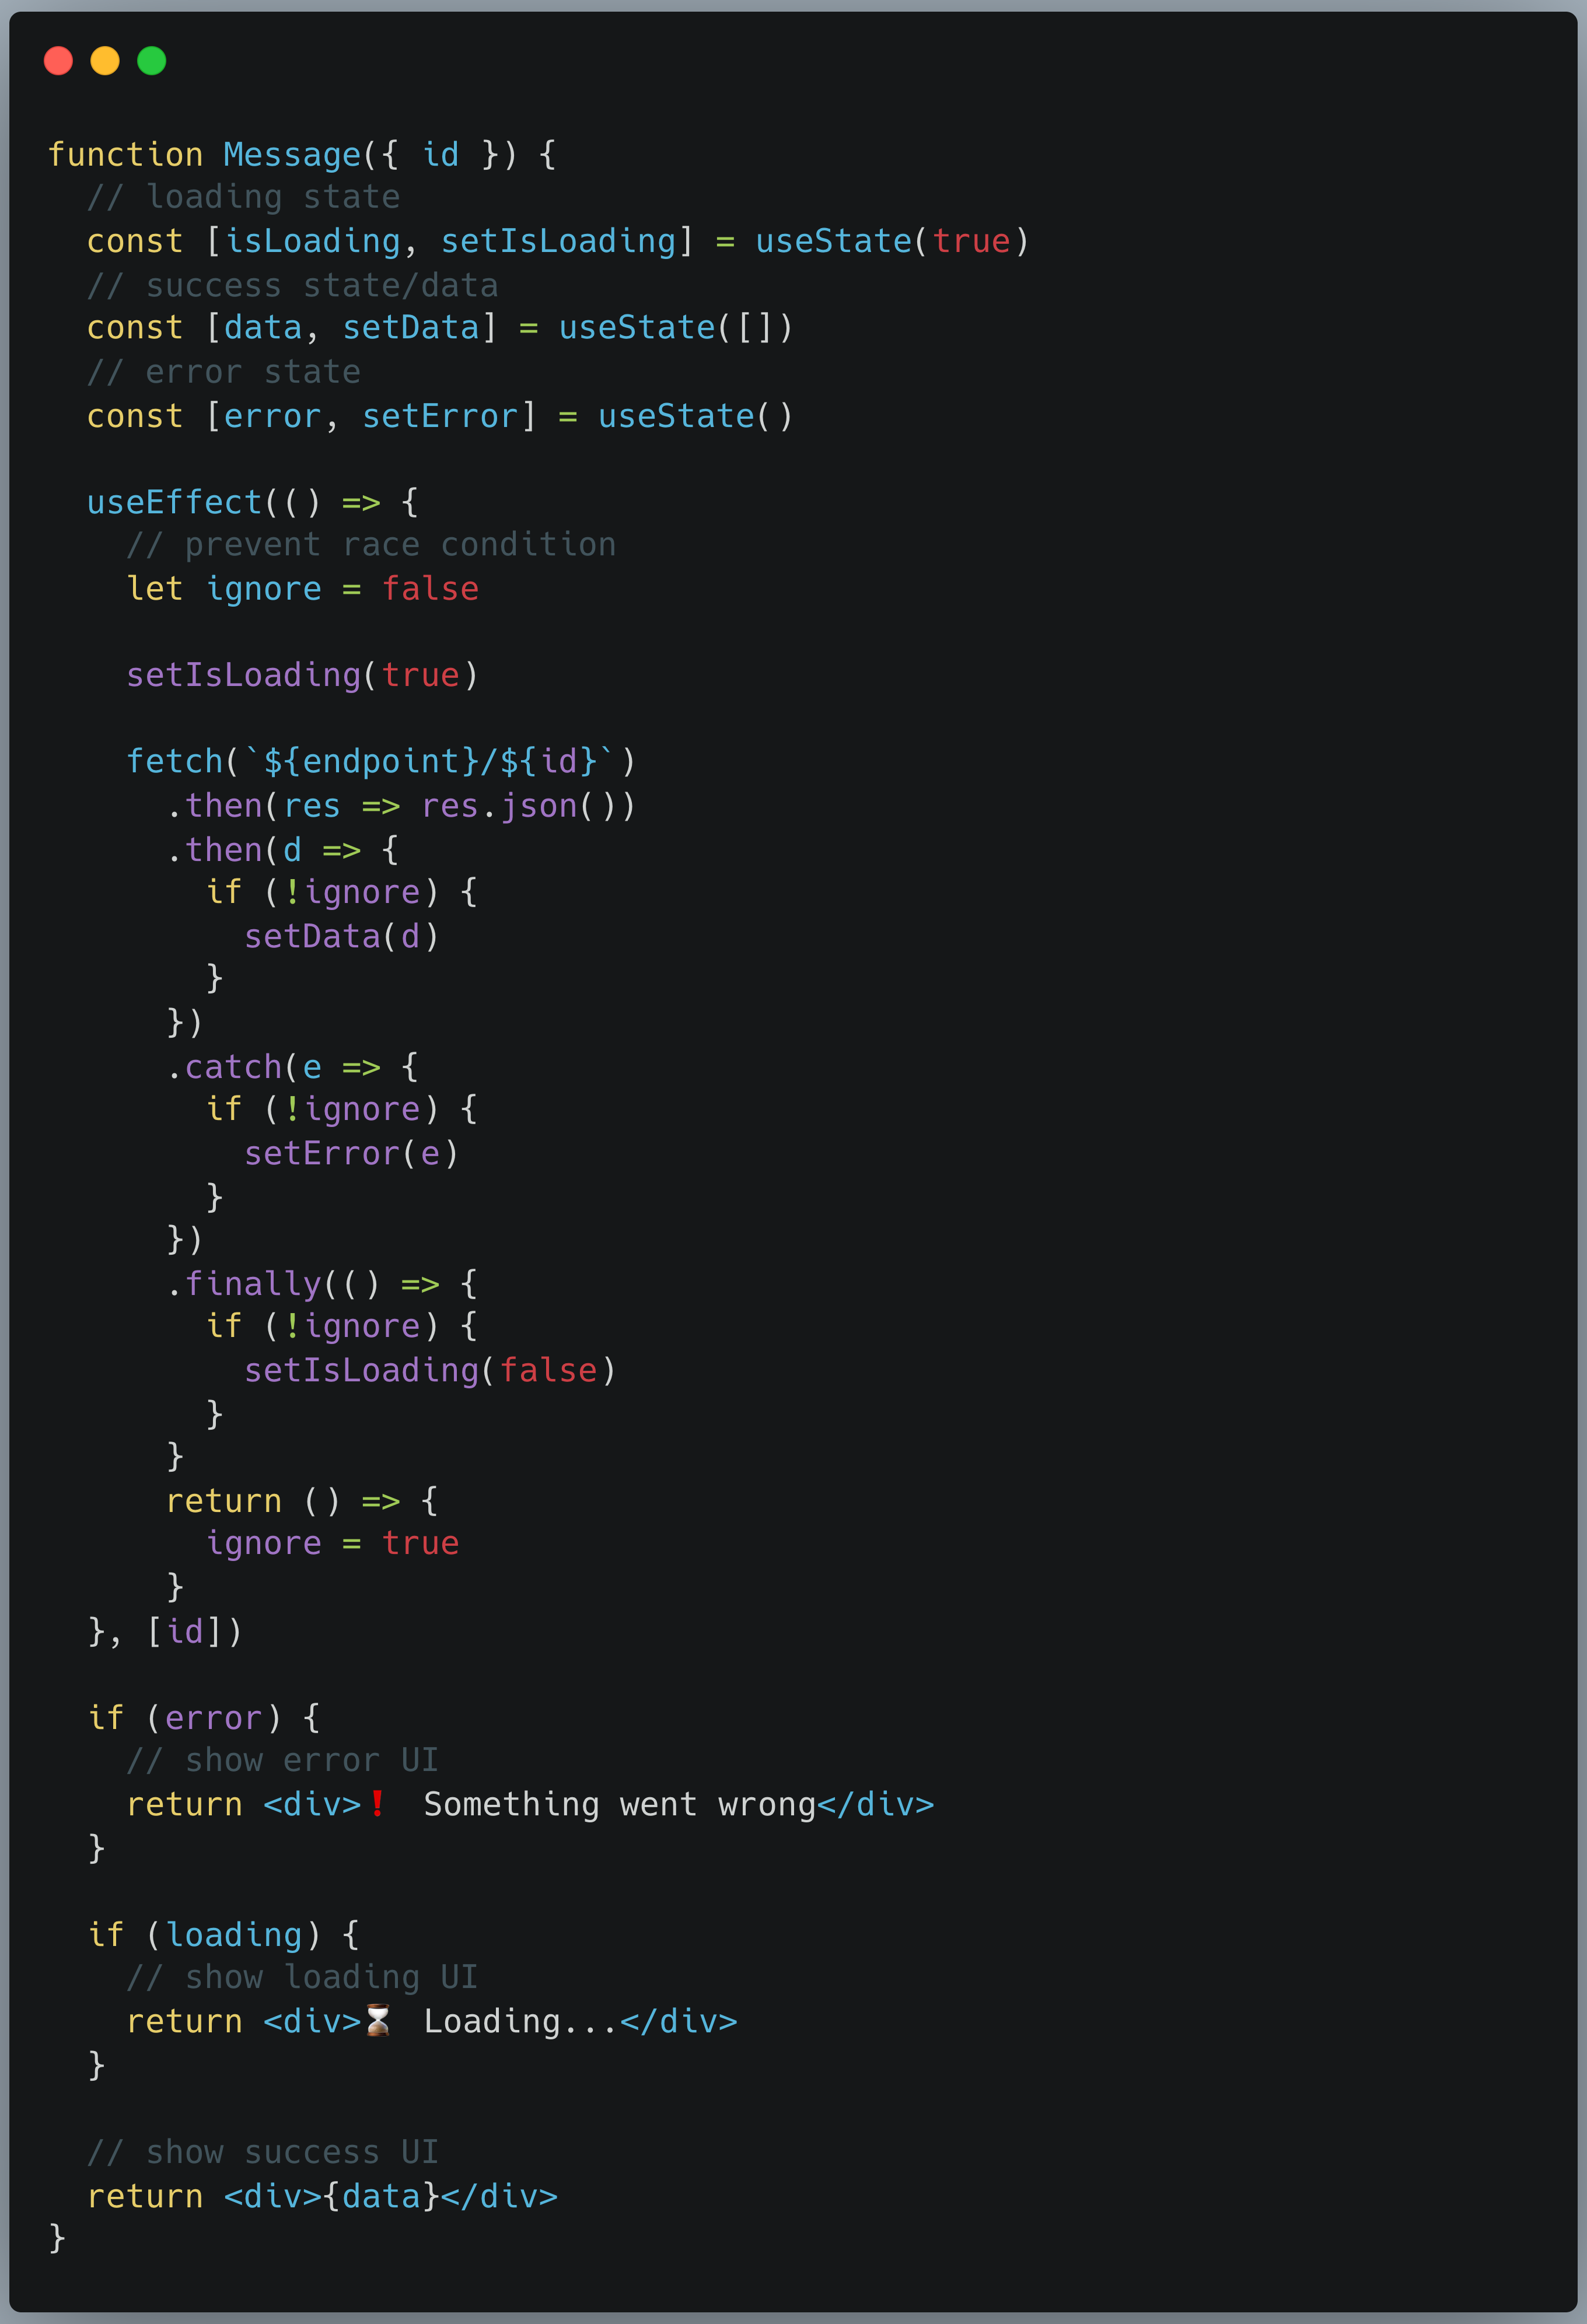 function Message({ id }) {
  // loading state
  const [isLoading, setIsLoading] = useState(true)
  // success state/data
  const [data, setData] = useState([])
  // error state
  const [error, setError] = useState()

  useEffect(() => {
    // prevent race condition
    let ignore = false

    setIsLoading(true)

    fetch(`${endpoint}/${id}`)
      .then(res => res.json())
      .then(d => {
        if (!ignore) {
          setData(d)
        }
      })
      .catch(e => {
        if (!ignore) {
          setError(e)
        }
      })
      .finally(() => {
        if (!ignore) {
          setIsLoading(false)
        }
      }
      return () => {
        ignore = true
      }
  }, [id])

  if (error) {
    // show error UI
    return <div>❗ Something went wrong</div>
  }

  if (loading) {
    // show loading UI
    return <div>⏳ Loading...</div>
  }

  // show success UI
  return <div>{data}</div>
}